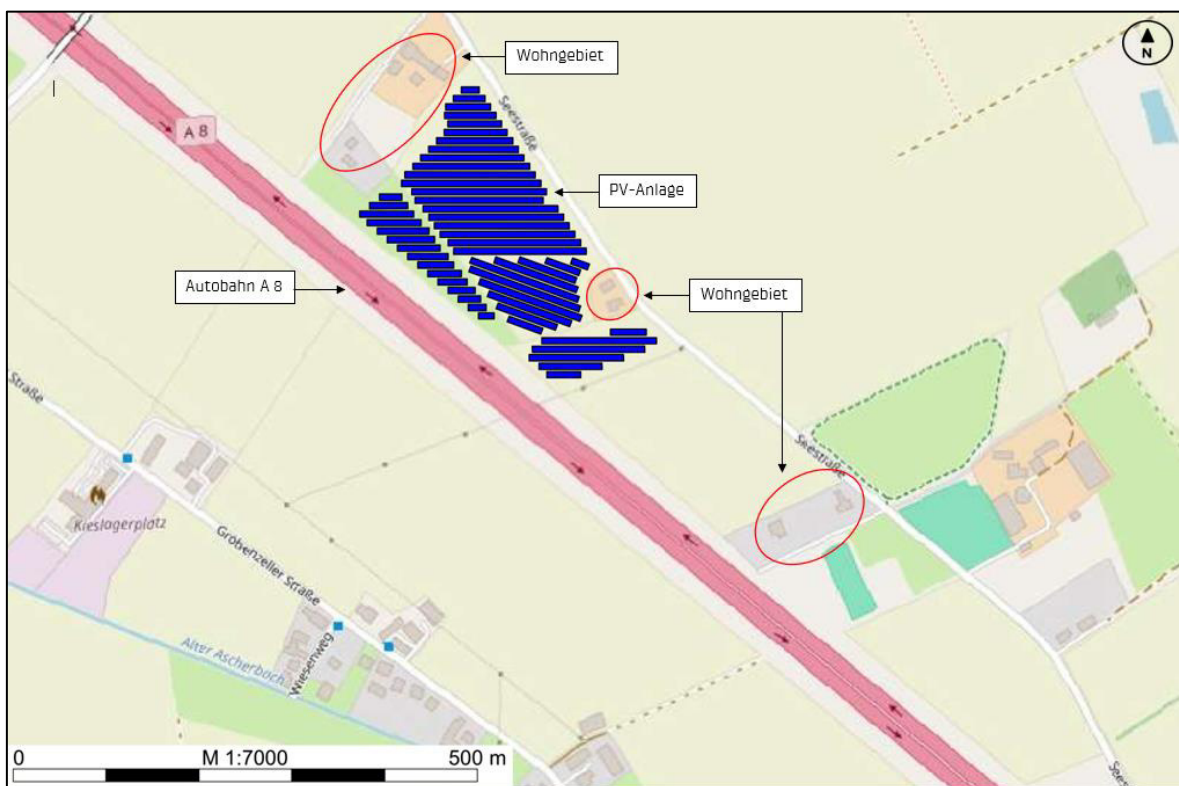 Wohngebiet
N
Seestraße
A 8
PV-Anlage
Autobahn A 8
Wohngebiet
Straße
Seestraße
Kieslagerplatz
Gröbenzeller Straße
Alter Ascherbach
Wiesenweg
0 M 1:7000 500 m